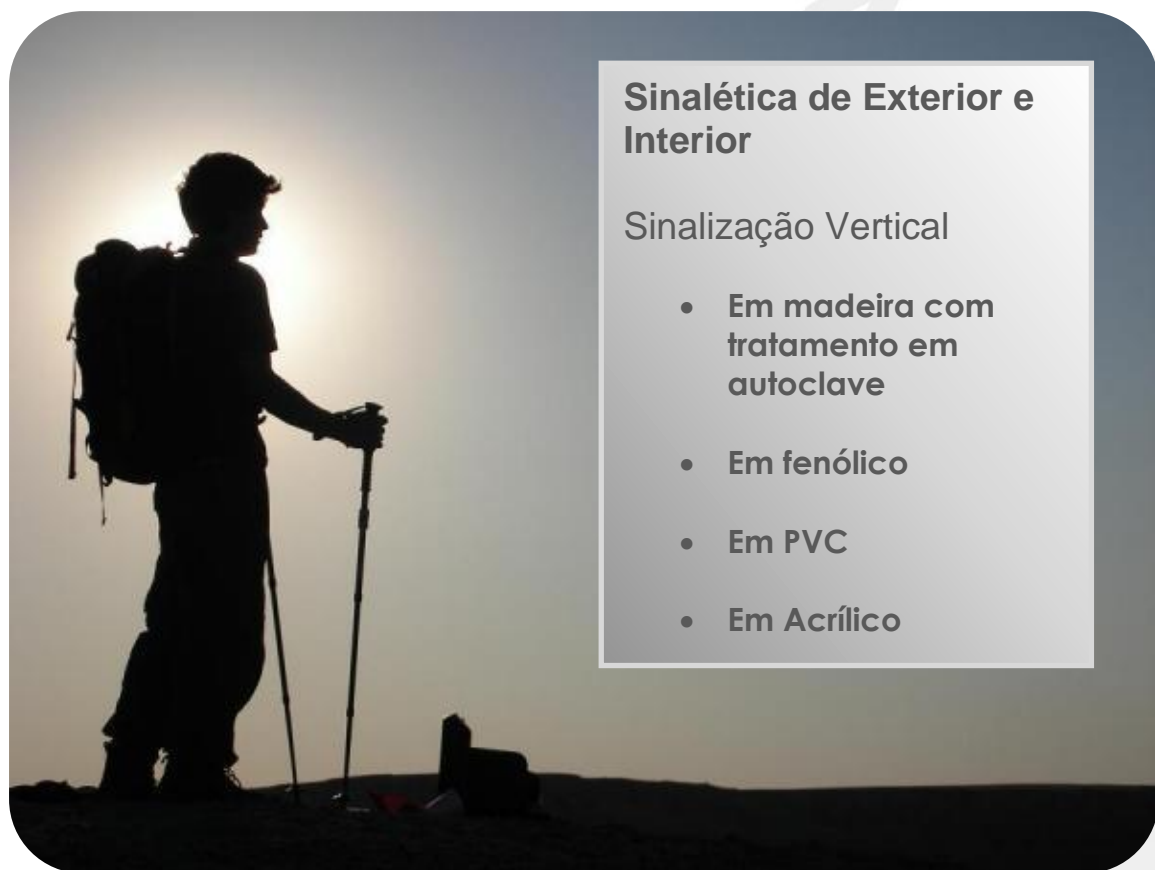 Sinalética de Exterior e
Interior
Sinalização Vertical
• Em madeira com
tratamento em
autoclave
• Em fenólico
• Em PVC
• Em Acrílico